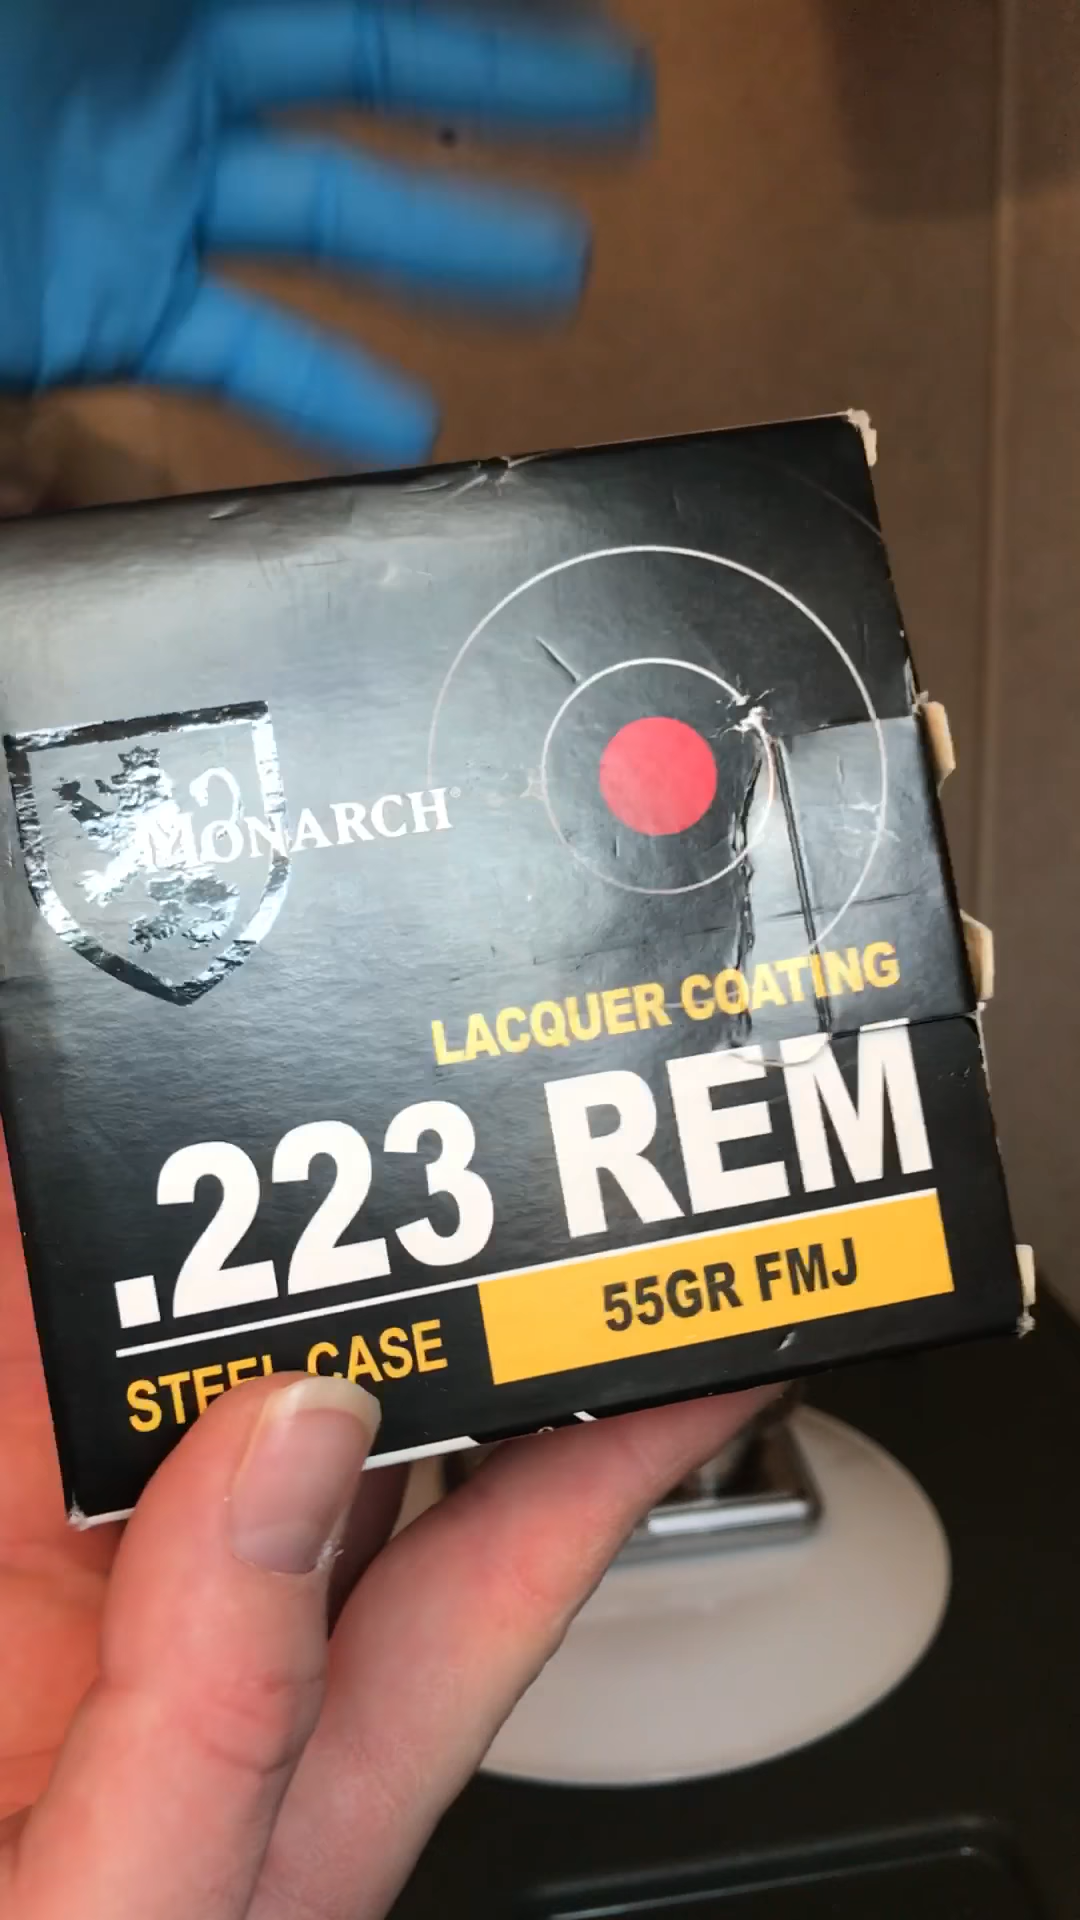 MONARCH®
LACQUER COATING
.223 REM
55GR FMJ
STEEL CASE